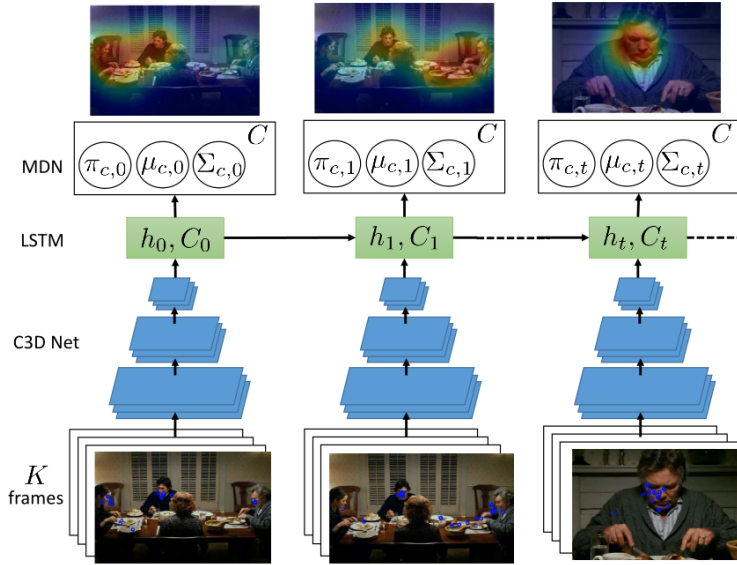 C C C
MDN π_{c,0} μ_{c,0} Σ_{c,0} π_{c,1} μ_{c,1} Σ_{c,1} π_{c,t} μ_{c,t} Σ_{c,t}
LSTM h_0, C_0 h_1, C_1 h_t, C_t
C3D Net
K
frames